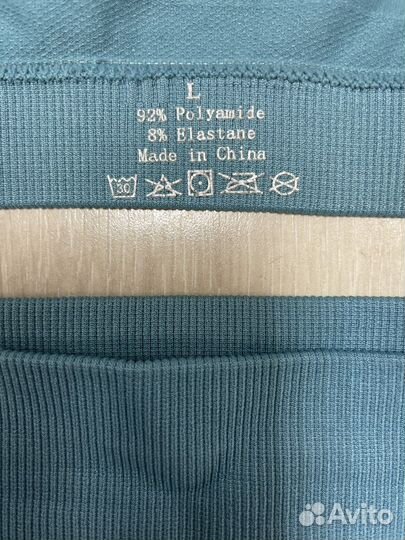 L
92% Polyamide
8% Elastane
Made in China
30
Avito